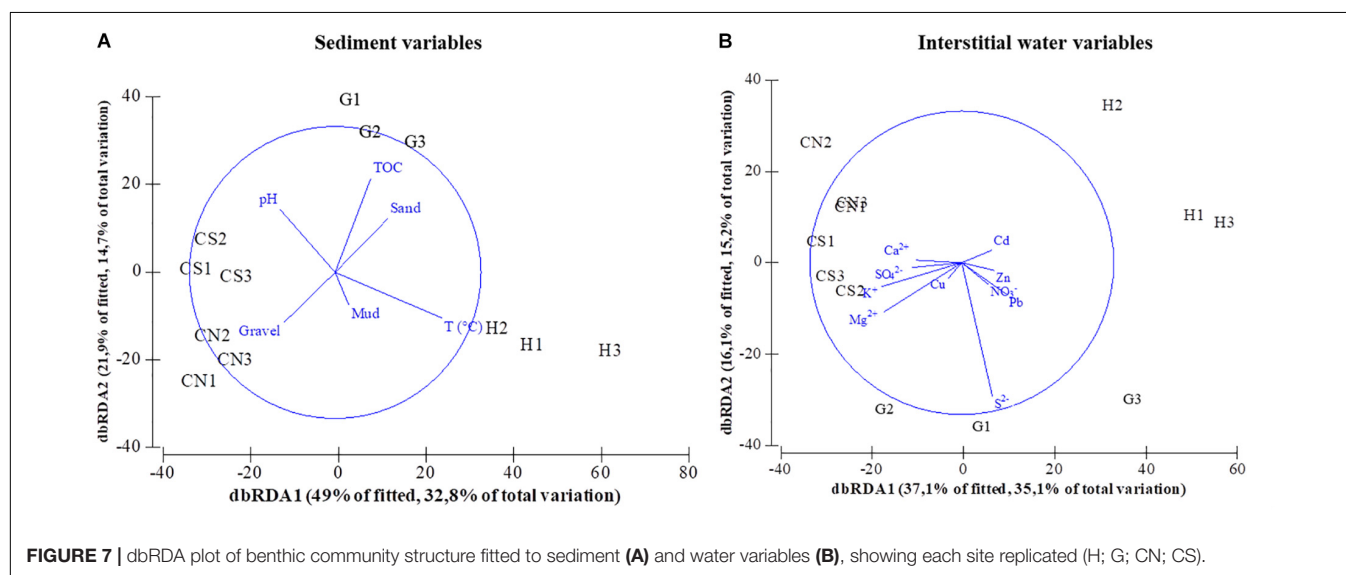 A
Sediment variables
dbRDA2 (21,9% of fitted, 14,7% of total variation)
40
20
0
-20
-40
G1
G2
G3
TOC
pH
Sand
CS2
CS1
CS3
Gravel
Mud
T (°C)
H2
H1
H3
CN2
CN3
CN1
-40
-20
0
20
40
60
80
dbRDA1 (49% of fitted, 32,8% of total variation)
B
Interstitial water variables
dbRDA2 (16,1% of fitted, 15,2% of total variation)
40
20
0
-20
-40
H2
CN2
CN3
CN1
H1
H3
CS1
Ca2+
Cd
SO42-
Zn
CS3
Cu
NO3-
CS2
K+
Pb
Mg2+
S2-
G2
G3
G1
-40
-20
0
20
40
60
dbRDA1 (37,1% of fitted, 35,1% of total variation)
FIGURE 7 | dbRDA plot of benthic community structure fitted to sediment (A) and water variables (B), showing each site replicated (H; G; CN; CS).